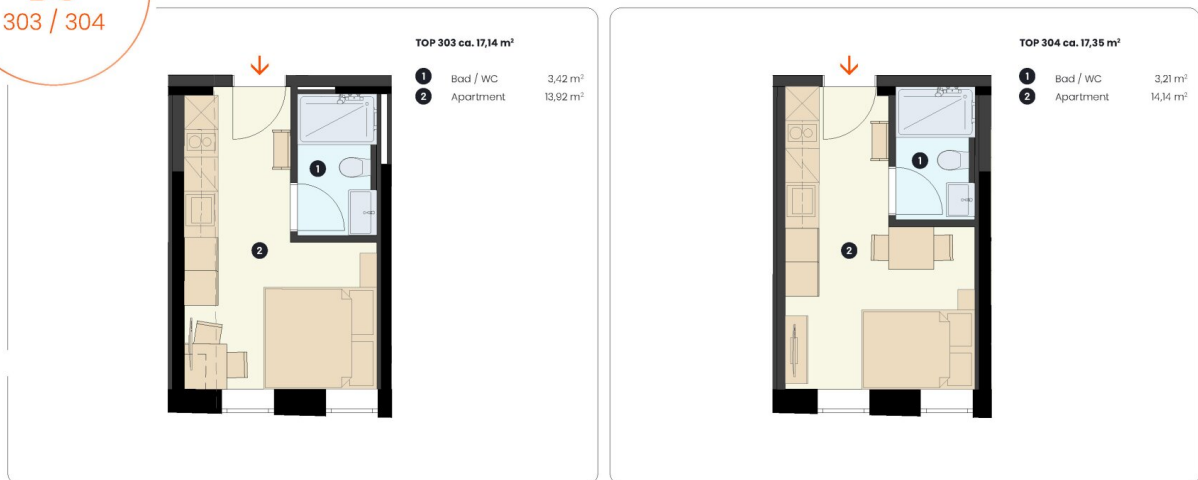 303 / 304
TOP 303 ca. 17,14 m²
1 Bad / WC 3,42 m²
2 Apartment 13,92 m²
1
2
TOP 304 ca. 17,35 m²
1 Bad / WC 3,21 m²
2 Apartment 14,14 m²
1
2